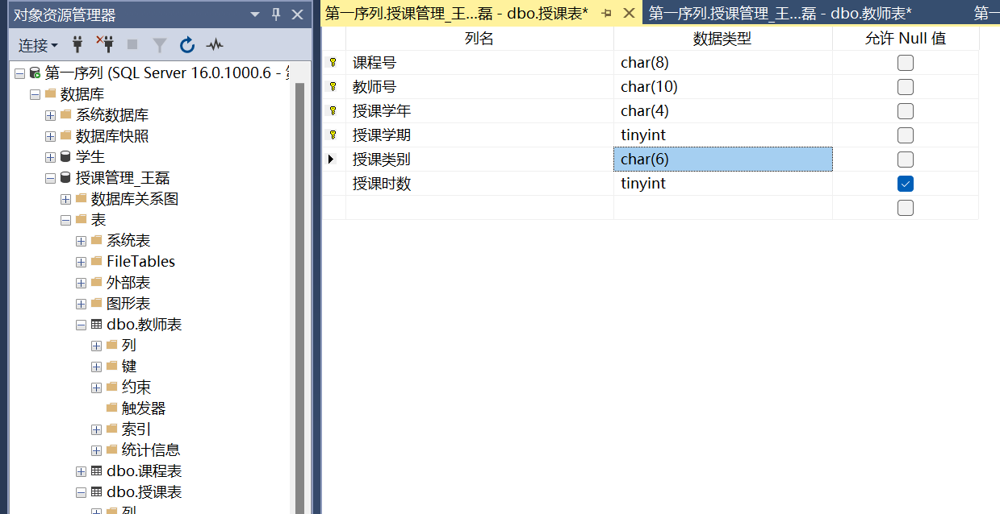 对象资源管理器
连接
第一序列 (SQL Server 16.0.1000.6 -
数据库
系统数据库
数据库快照
学生
授课管理_王磊
数据库关系图
表
系统表
FileTables
外部表
图形表
dbo.教师表
列
键
约束
触发器
索引
统计信息
dbo.课程表
dbo.授课表
列
第一序列.授课管理_王...磊 - dbo.授课表*
第一序列.授课管理_王...磊 - dbo.教师表*
第一
列名 数据类型 允许 Null 值
课程号 char(8)
教师号 char(10)
授课学年 char(4)
授课学期 tinyint
授课类别 char(6)
授课时数 tinyint